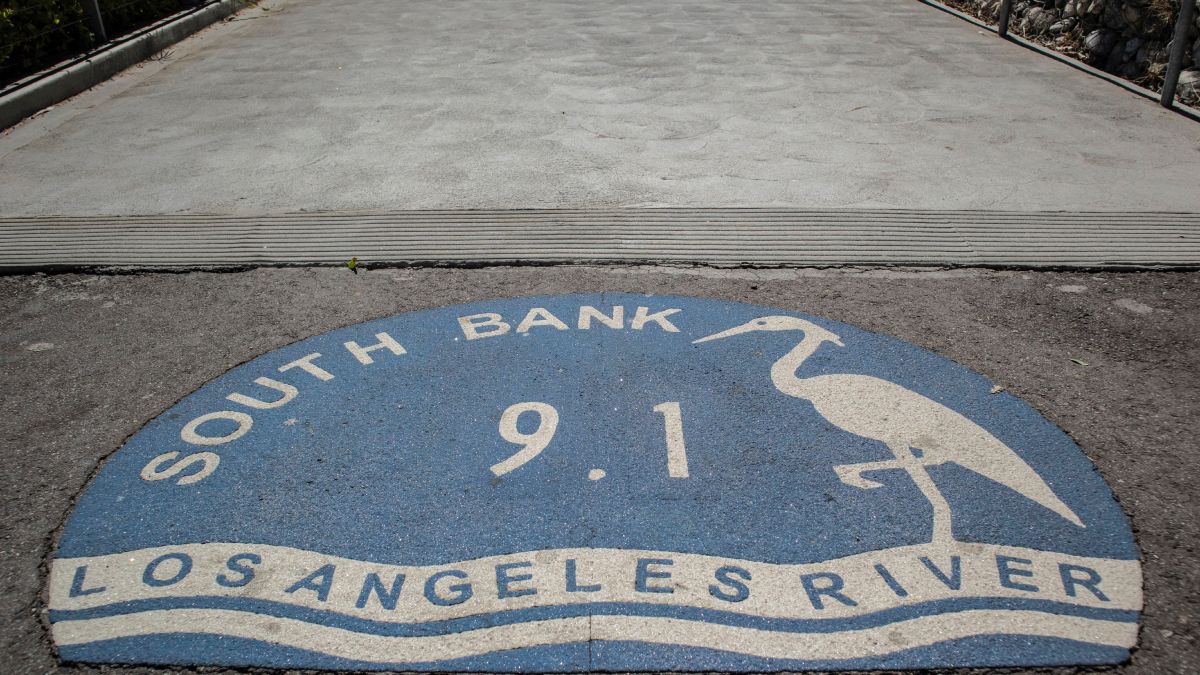 SOUTH BANK
9.1
LOS ANGELES RIVER